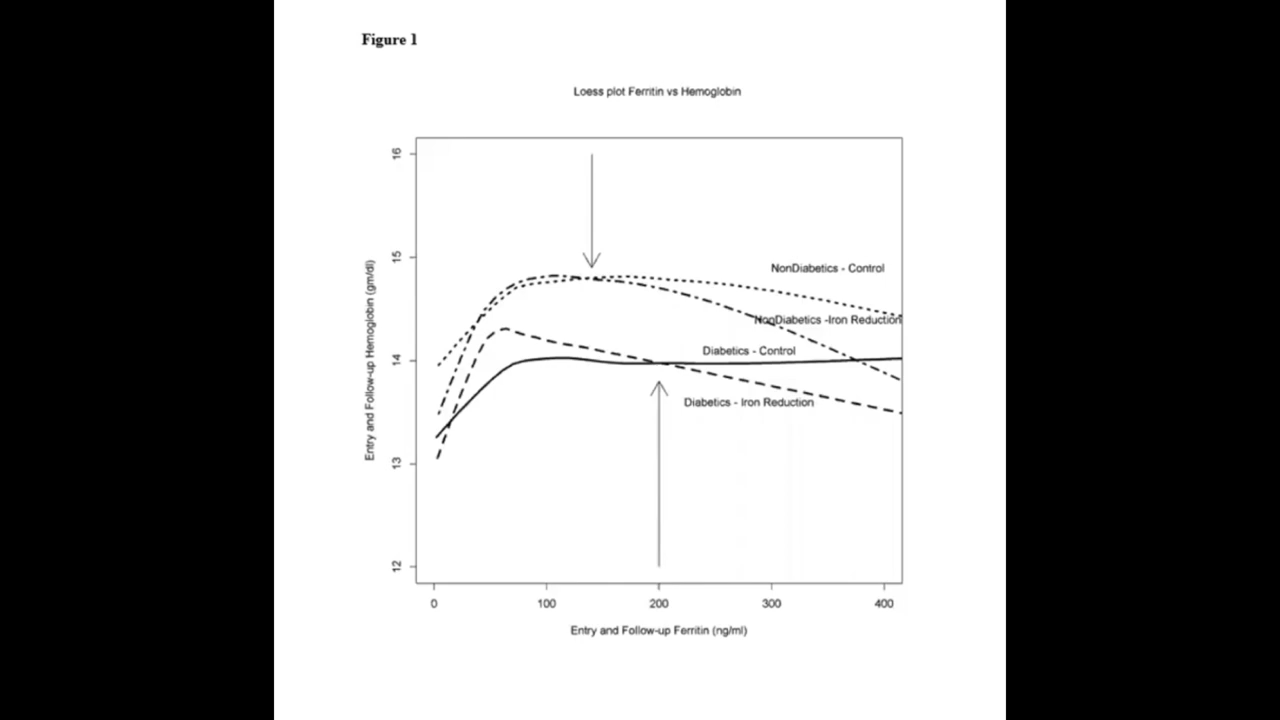 Figure 1
Loess plot Ferritin vs Hemoglobin
Entry and Follow-up Hemoglobin (gm/dl)
16
15
14
13
12
NonDiabetics - Control
NonDiabetics -Iron Reduction
Diabetics - Control
Diabetics - Iron Reduction
0 100 200 300 400
Entry and Follow-up Ferritin (ng/ml)